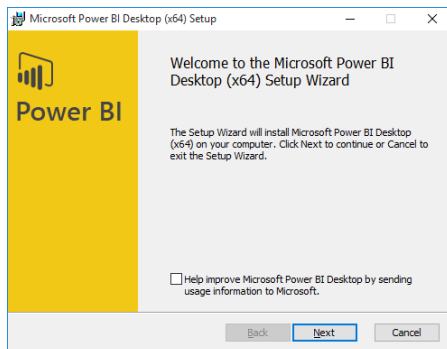 Microsoft Power BI Desktop (x64) Setup
Power BI
Welcome to the Microsoft Power BI
Desktop (x64) Setup Wizard
The Setup Wizard will install Microsoft Power BI Desktop
(x64) on your computer. Click Next to continue or Cancel to
exit the Setup Wizard.
Help improve Microsoft Power BI Desktop by sending
usage information to Microsoft.
Back
Next
Cancel